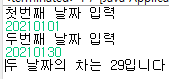 첫번째 날짜 입력
20210101
두번째 날짜 입력
20210130
두 날짜의 차는 29입니다